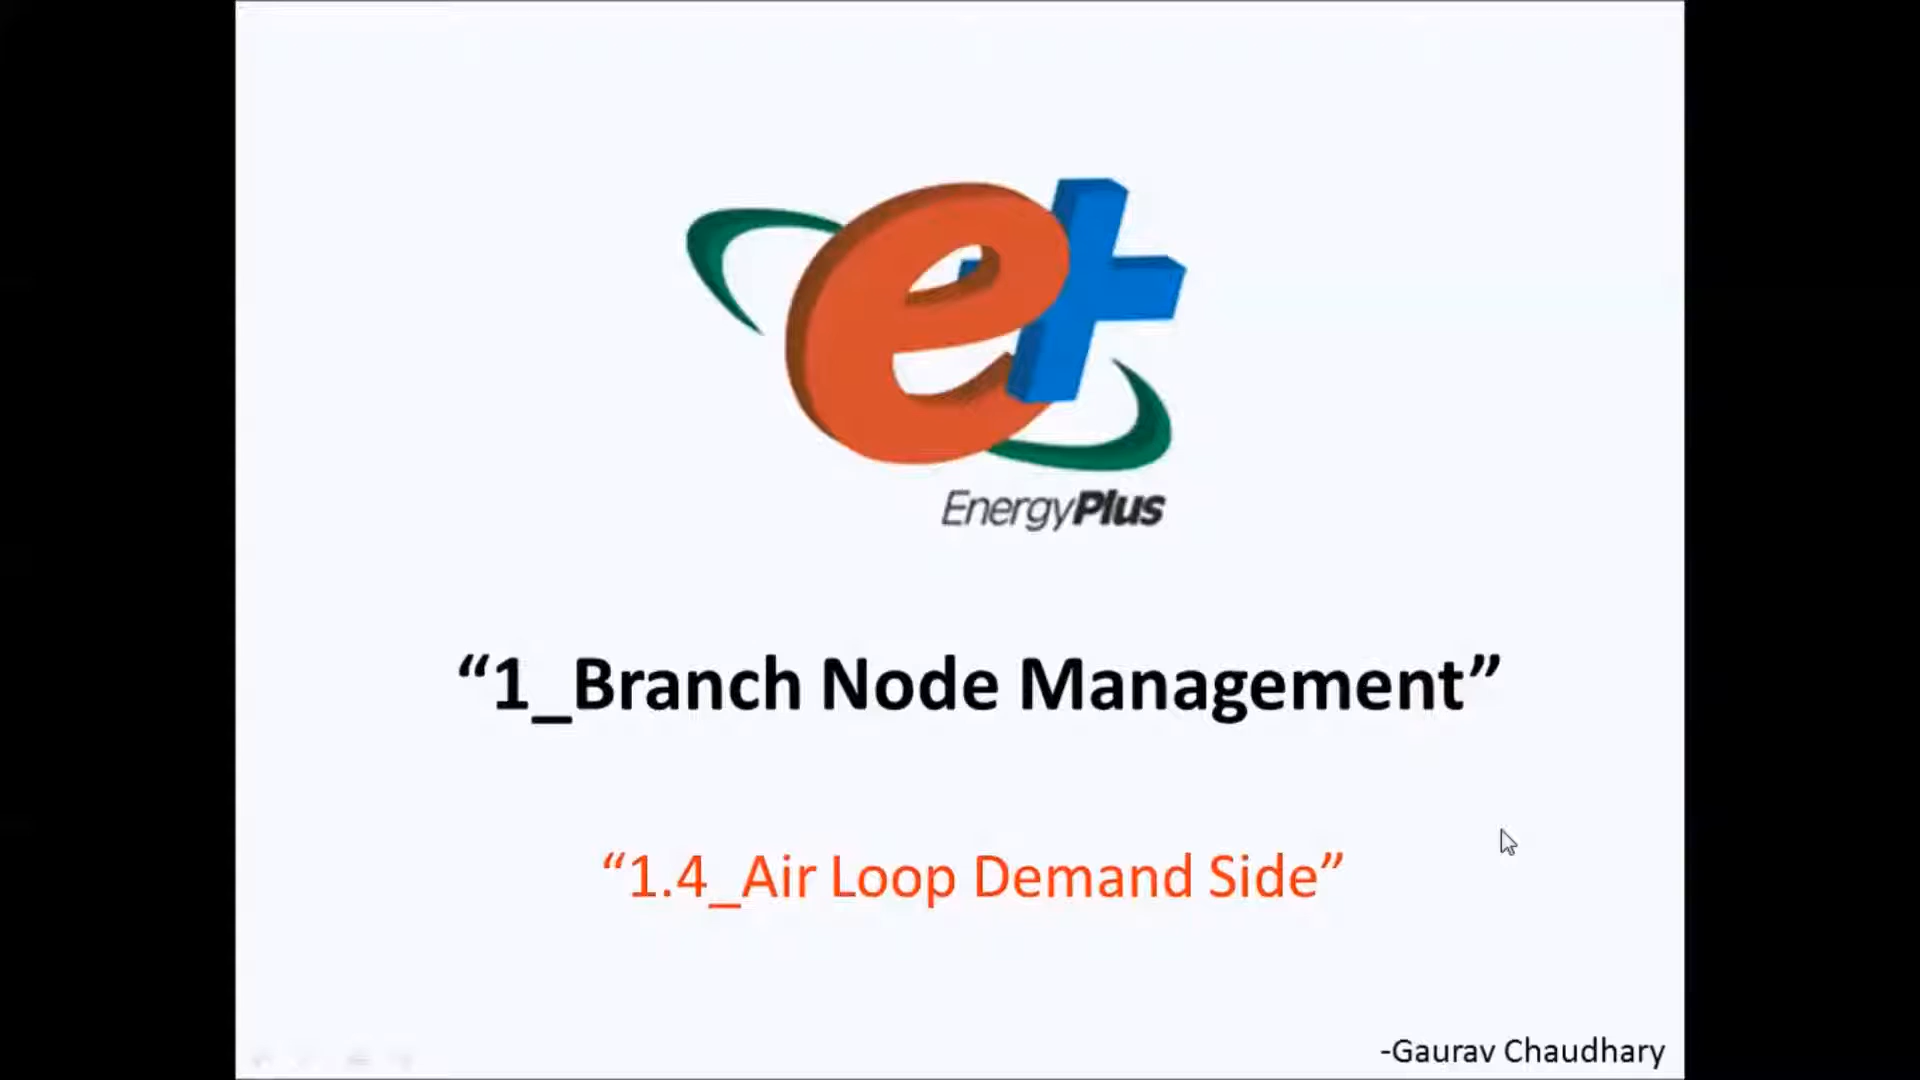 e+
EnergyPlus
“1_Branch Node Management”
“1.4_Air Loop Demand Side”
-Gaurav Chaudhary